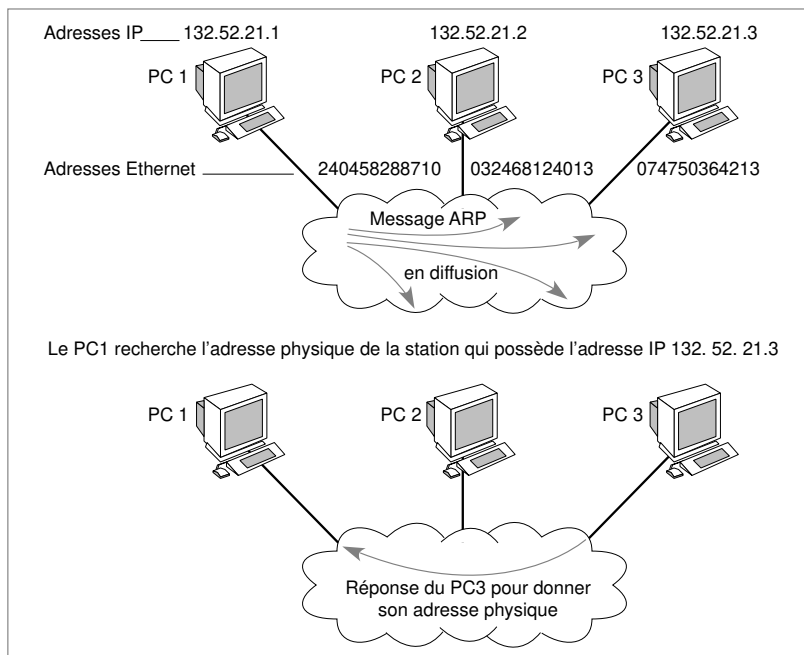 Adresses IP____ 132.52.21.1 132.52.21.2 132.52.21.3
PC 1 PC 2 PC 3
Adresses Ethernet ________ 240458288710 032468124013 074750364213
Message ARP
en diffusion
Le PC1 recherche l’adresse physique de la station qui possède l’adresse IP 132. 52. 21.3
PC 1 PC 2 PC 3
Réponse du PC3 pour donner
son adresse physique